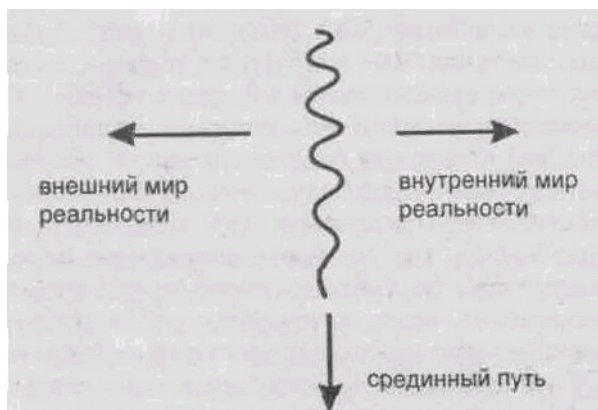 внешний мир
реальности
внутренний мир
реальности
срединный путь